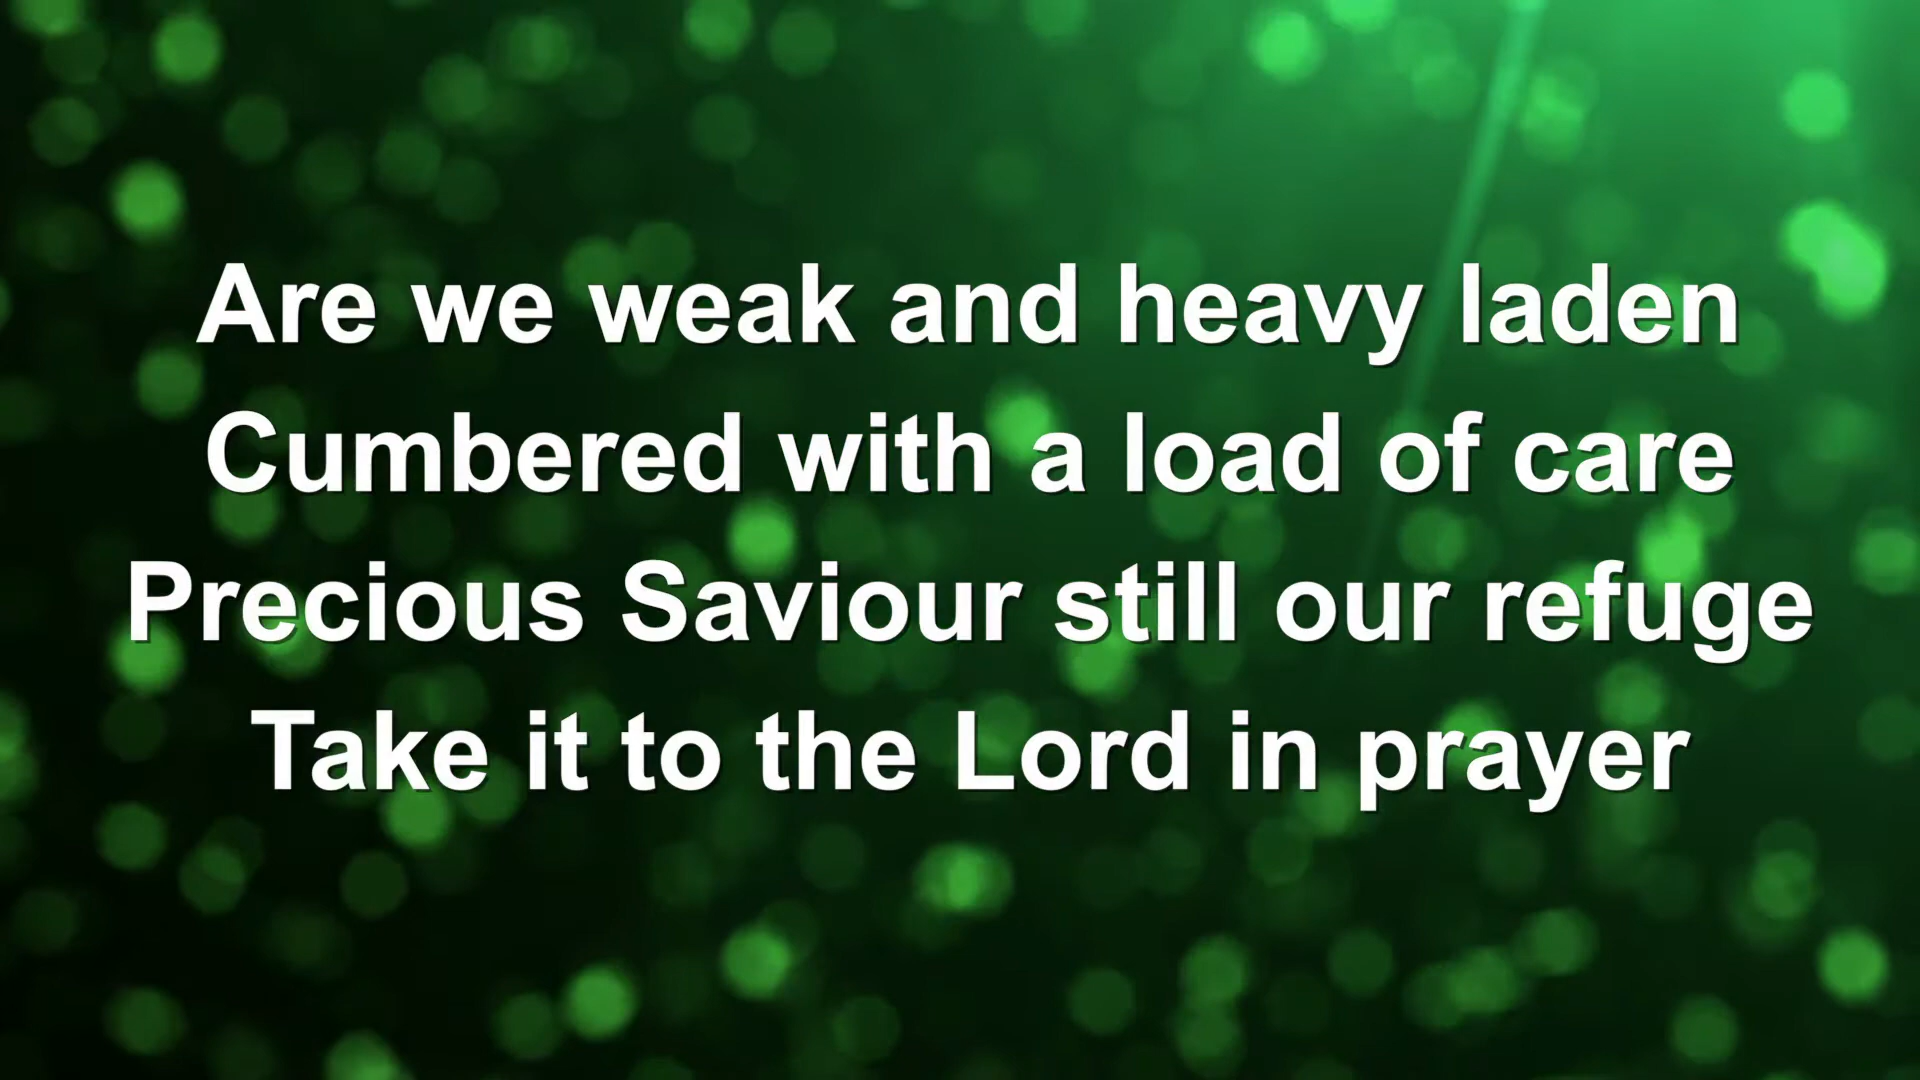 Are we weak and heavy laden
Cumbered with a load of care
Precious Saviour still our refuge
Take it to the Lord in prayer